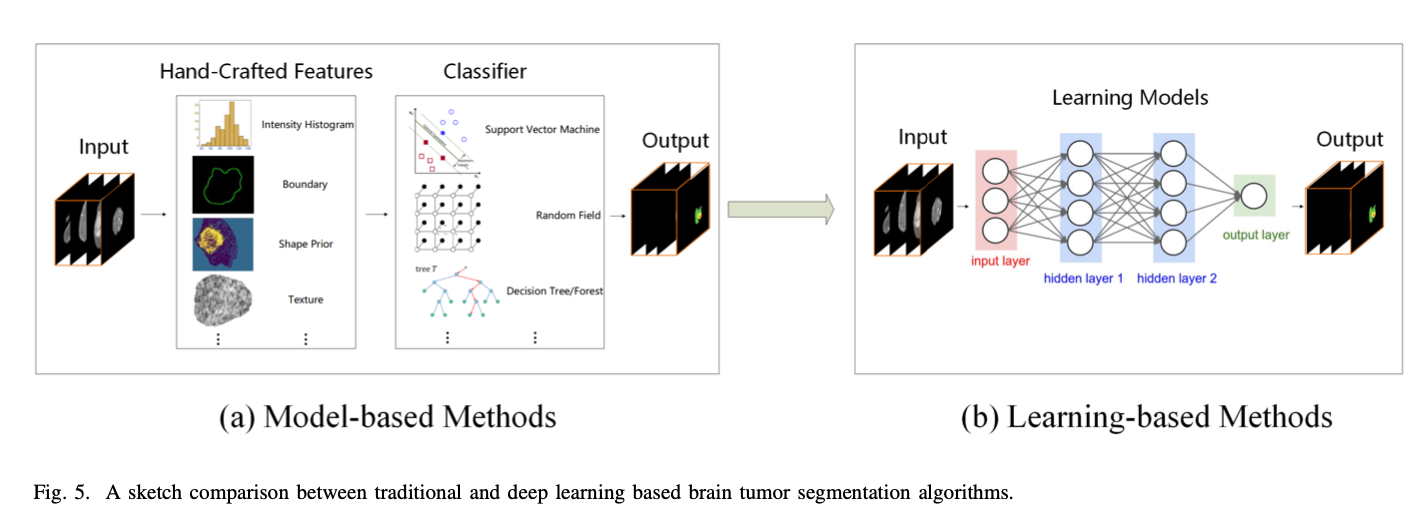 Hand-Crafted Features
Classifier
Input
Intensity Histogram
Boundary
Shape Prior
Texture
Support Vector Machine
Random Field
tree T
Decision Tree/Forest
Output
(a) Model-based Methods
Learning Models
Input
input layer
hidden layer 1
hidden layer 2
output layer
Output
(b) Learning-based Methods
Fig. 5. A sketch comparison between traditional and deep learning based brain tumor segmentation algorithms.